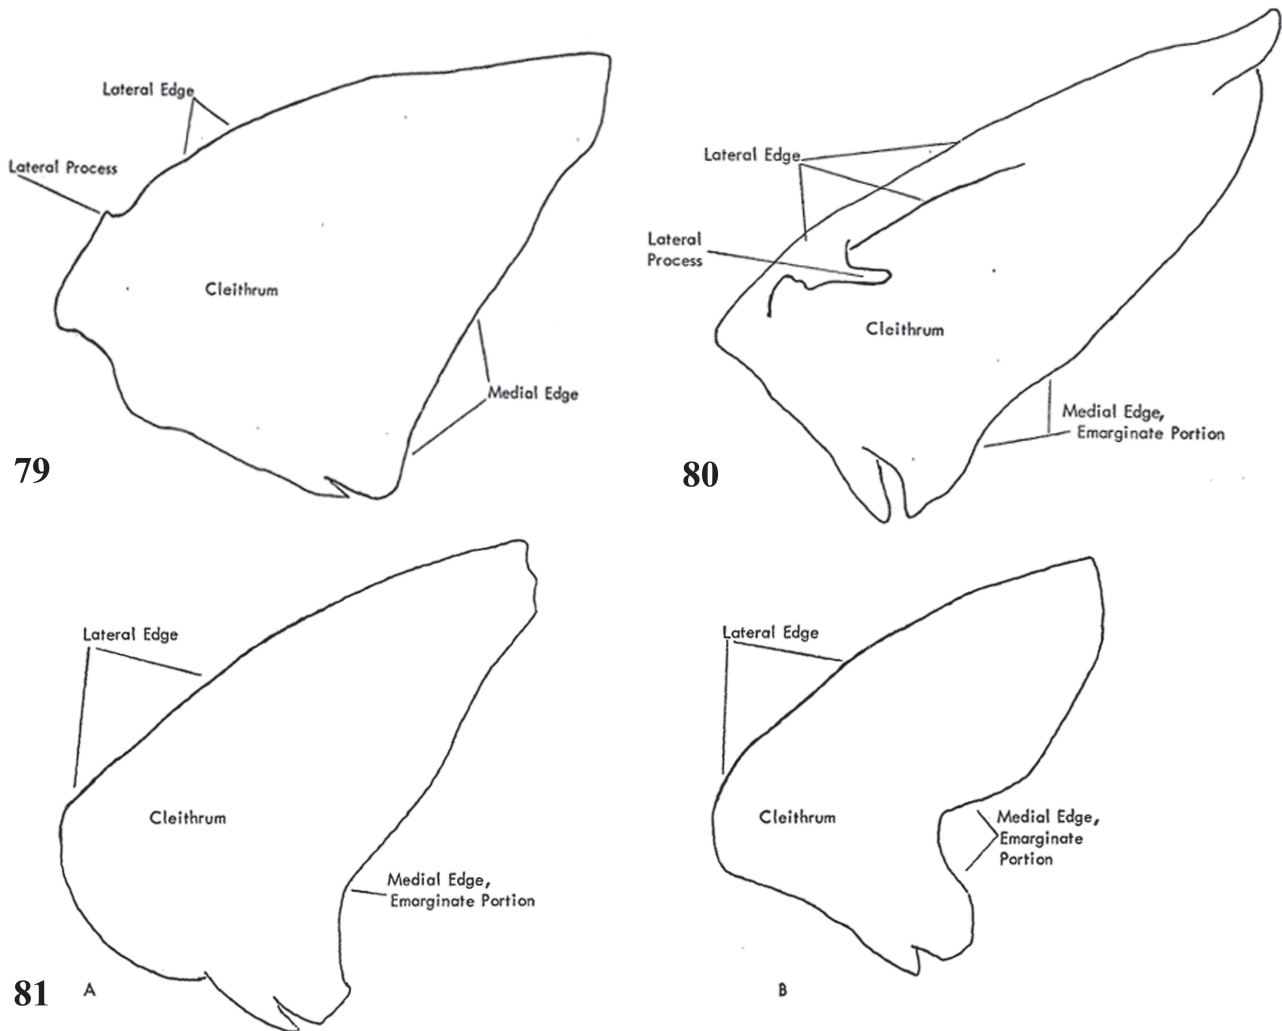 Lateral Edge
Lateral Process
Cleithrum
Medial Edge
79
Lateral Edge
Lateral
Process
Cleithrum
Medial Edge,
Emarginate Portion
80
Lateral Edge
Cleithrum
Medial Edge,
Emarginate Portion
81 A
Lateral Edge
Cleithrum
Medial Edge,
Emarginate
Portion
B